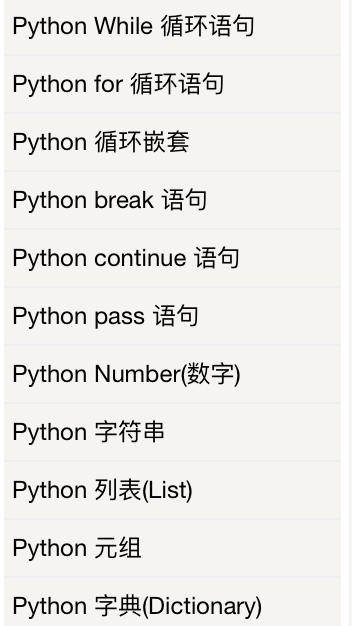 Python While 循环语句
Python for 循环语句
Python 循环嵌套
Python break 语句
Python continue 语句
Python pass 语句
Python Number(数字)
Python 字符串
Python 列表(List)
Python 元组
Python 字典(Dictionary)